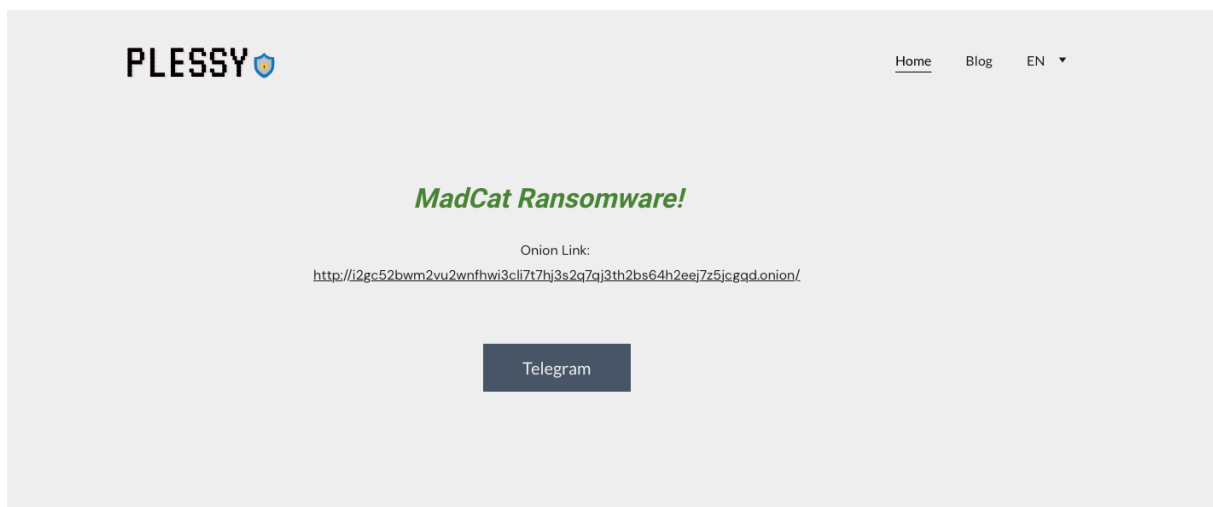 PLESSY
Home Blog EN
MadCat Ransomware!
Onion Link:
http://i2gc52bwm2vu2wnfhwi3cli7t7hj3s2q7qj3th2bs64h2eej7z5jcgqd.onion/
Telegram